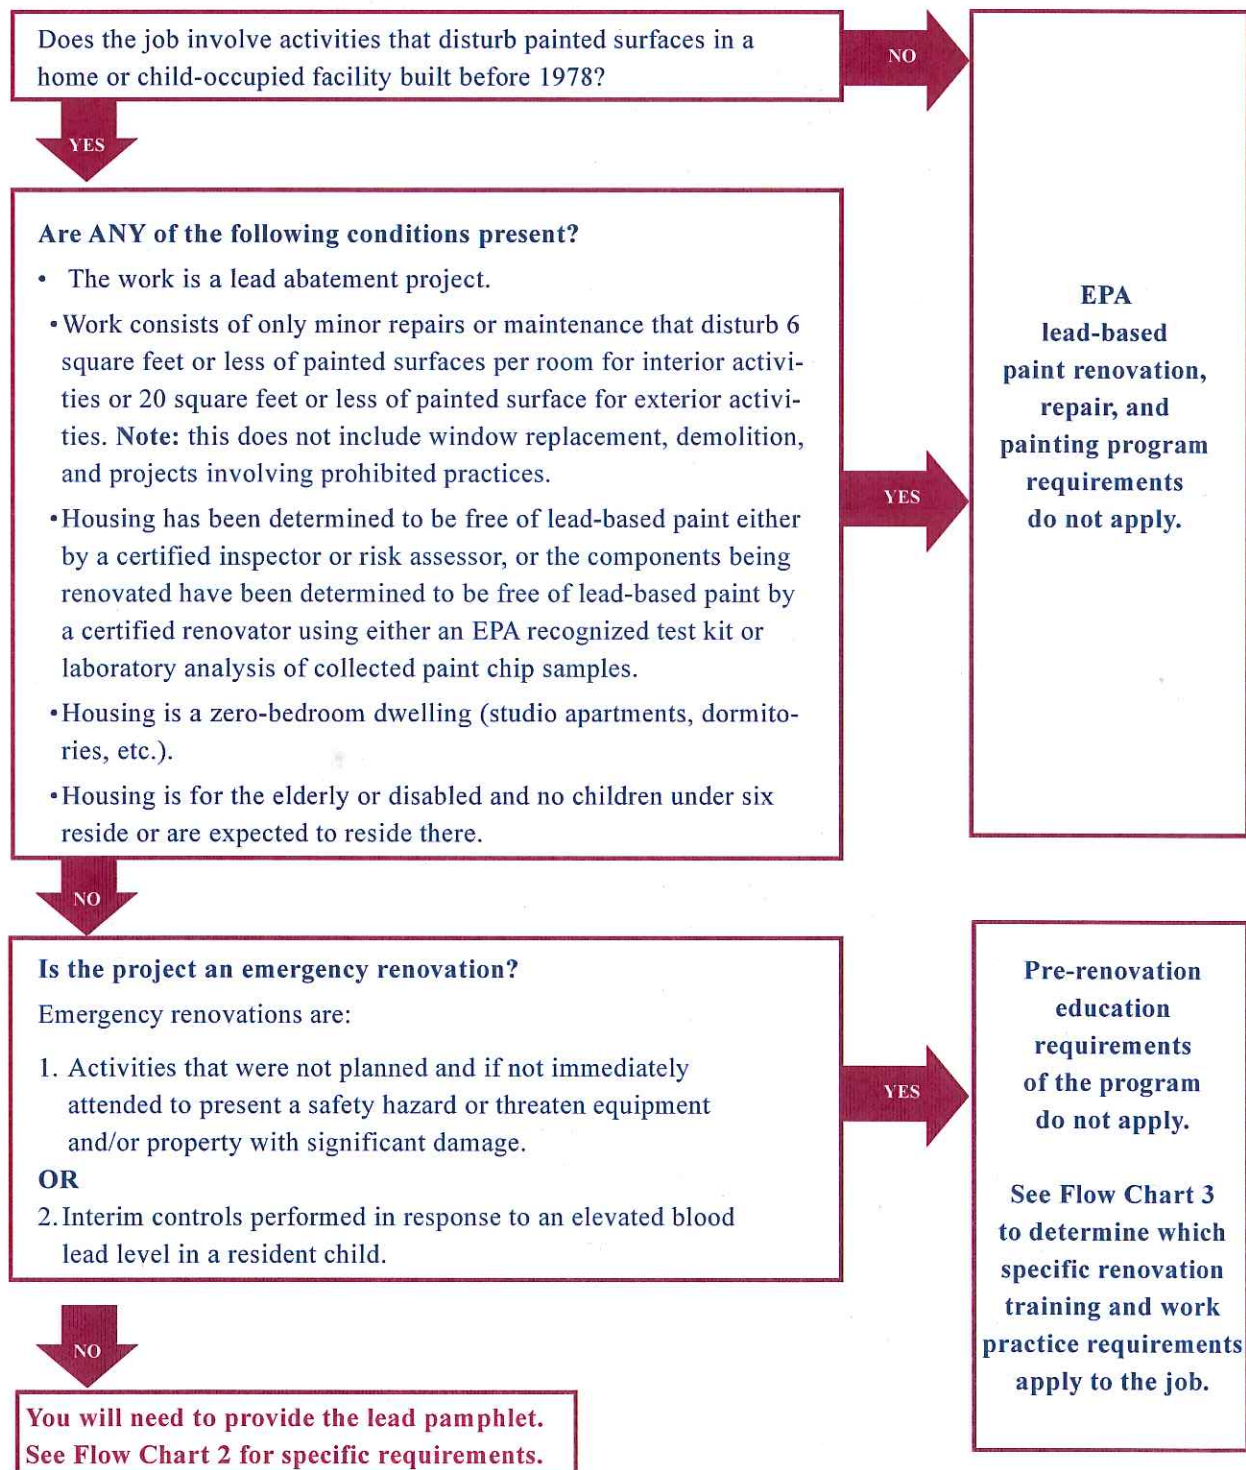 Does the job involve activities that disturb painted surfaces in a
home or child-occupied facility built before 1978?
NO
YES
Are ANY of the following conditions present?
• The work is a lead abatement project.
• Work consists of only minor repairs or maintenance that disturb 6
square feet or less of painted surfaces per room for interior activi-
ties or 20 square feet or less of painted surface for exterior activi-
ties. Note: this does not include window replacement, demolition,
and projects involving prohibited practices.
• Housing has been determined to be free of lead-based paint either
by a certified inspector or risk assessor, or the components being
renovated have been determined to be free of lead-based paint by
a certified renovator using either an EPA recognized test kit or
laboratory analysis of collected paint chip samples.
• Housing is a zero-bedroom dwelling (studio apartments, dormito-
ries, etc.).
• Housing is for the elderly or disabled and no children under six
reside or are expected to reside there.
YES
EPA
lead-based
paint renovation,
repair, and
painting program
requirements
do not apply.
NO
Is the project an emergency renovation?
Emergency renovations are:
1. Activities that were not planned and if not immediately
attended to present a safety hazard or threaten equipment
and/or property with significant damage.
OR
2. Interim controls performed in response to an elevated blood
lead level in a resident child.
YES
Pre-renovation
education
requirements
of the program
do not apply.
See Flow Chart 3
to determine which
specific renovation
training and work
practice requirements
apply to the job.
NO
You will need to provide the lead pamphlet.
See Flow Chart 2 for specific requirements.